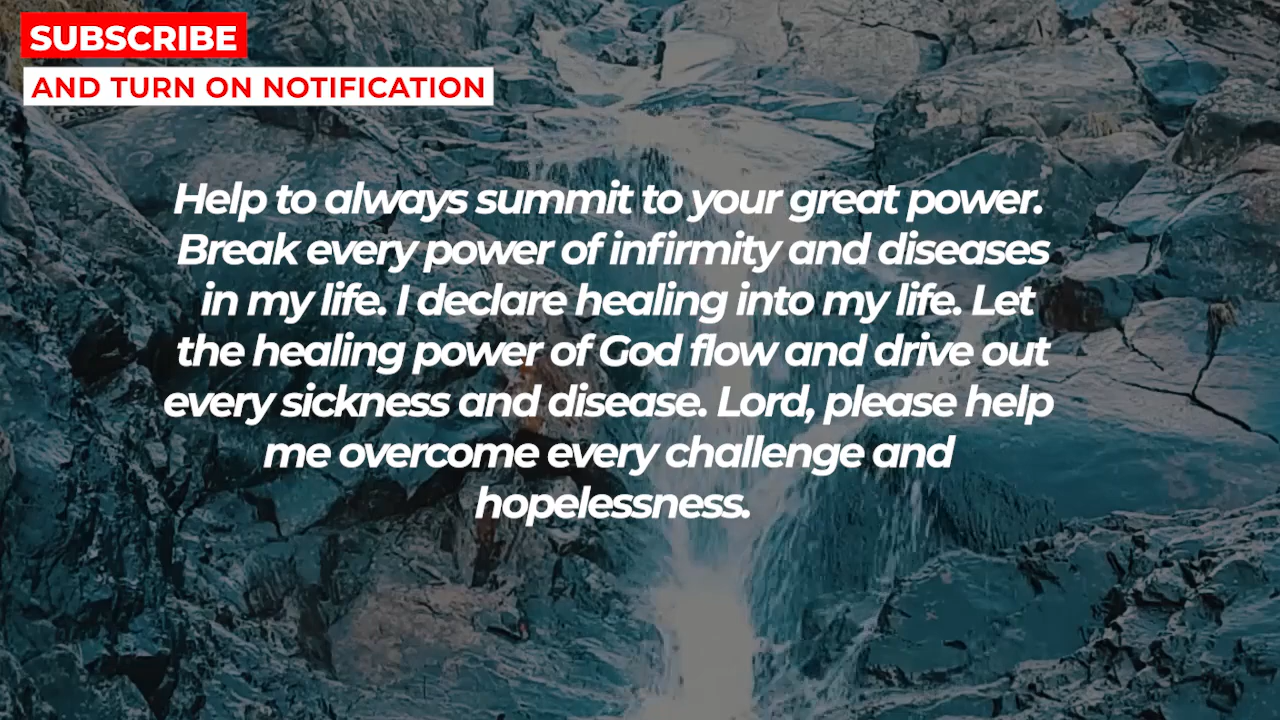 SUBSCRIBE
AND TURN ON NOTIFICATION
Help to always summit to your great power.
Break every power of infirmity and diseases
in my life. I declare healing into my life. Let
the healing power of God flow and drive out
every sickness and disease. Lord, please help
me overcome every challenge and
hopelessness.